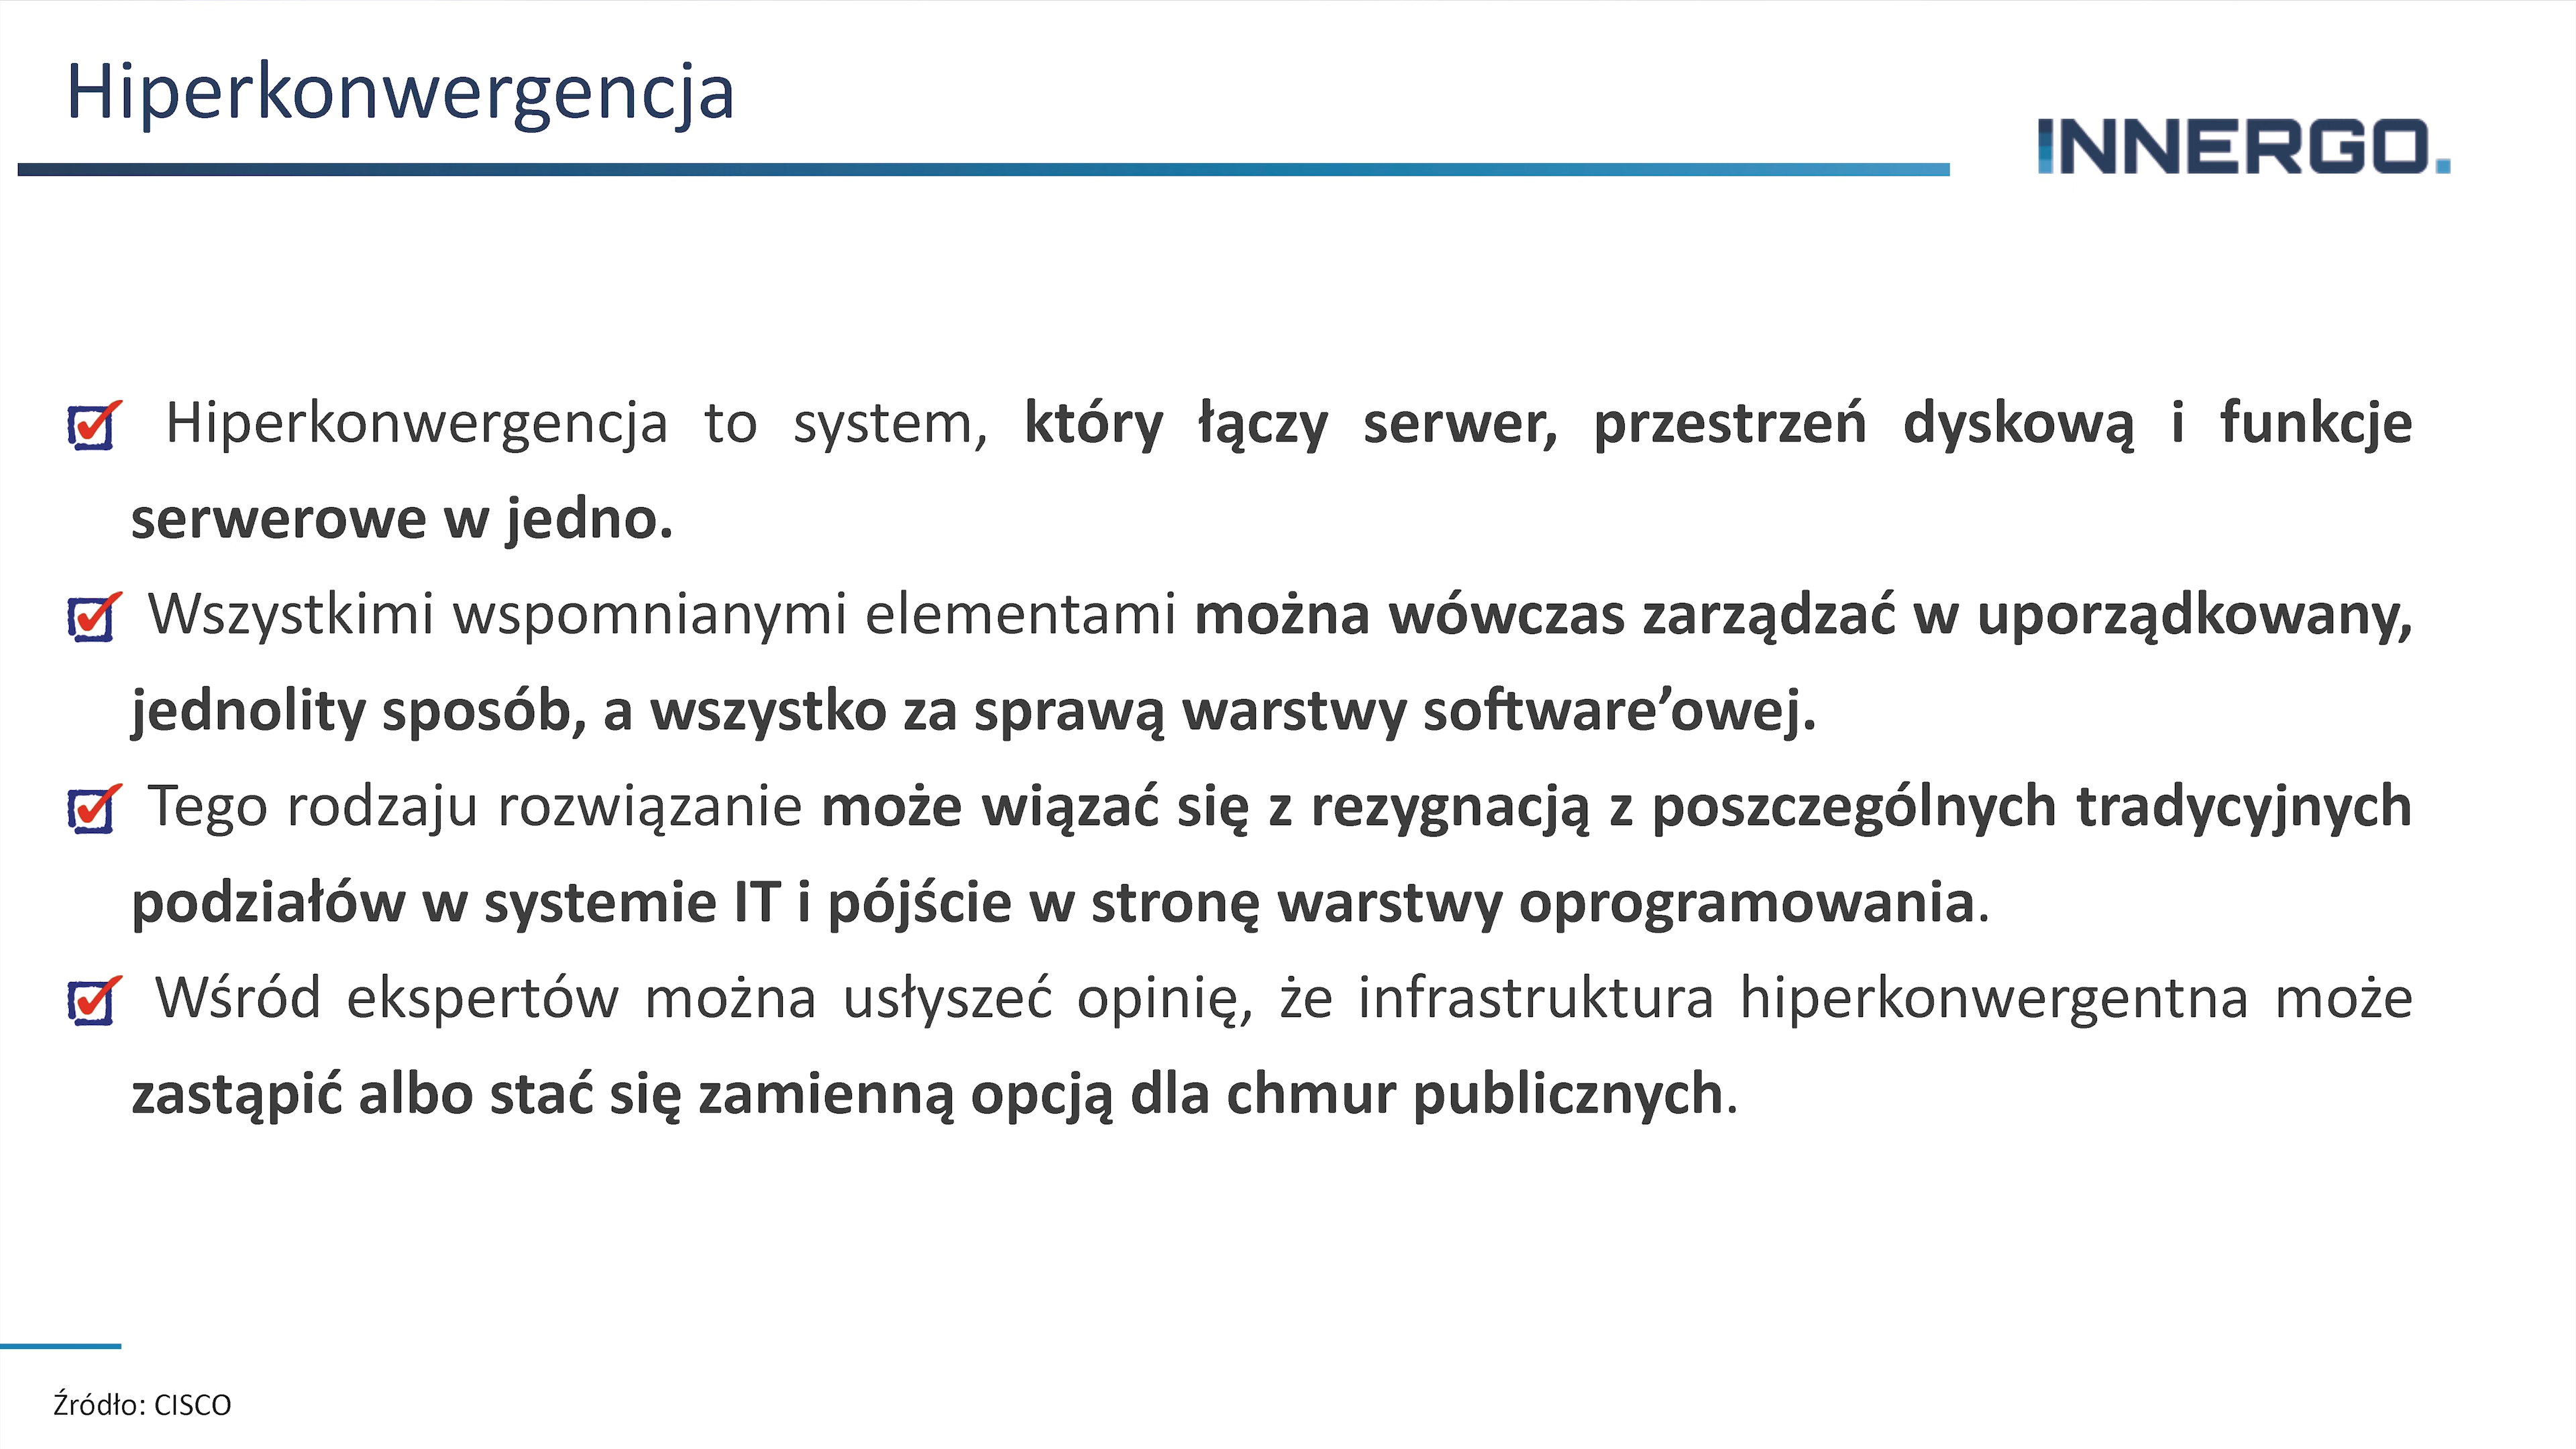 Hiperkonwergencja
INNERGO.
Hiperkonwergencja to system, który łączy serwer, przestrzeń dyskową i funkcje
serwerowe w jedno.
Wszystkimi wspomnianymi elementami można wówczas zarządzać w uporządkowany,
jednolity sposób, a wszystko za sprawą warstwy software’owej.
Tego rodzaju rozwiązanie może wiązać się z rezygnacją z poszczególnych tradycyjnych
podziałów w systemie IT i pójście w stronę warstwy oprogramowania.
Wśród ekspertów można usłyszeć opinię, że infrastruktura hiperkonwergentna może
zastąpić albo stać się zamienną opcją dla chmur publicznych.
Źródło: CISCO